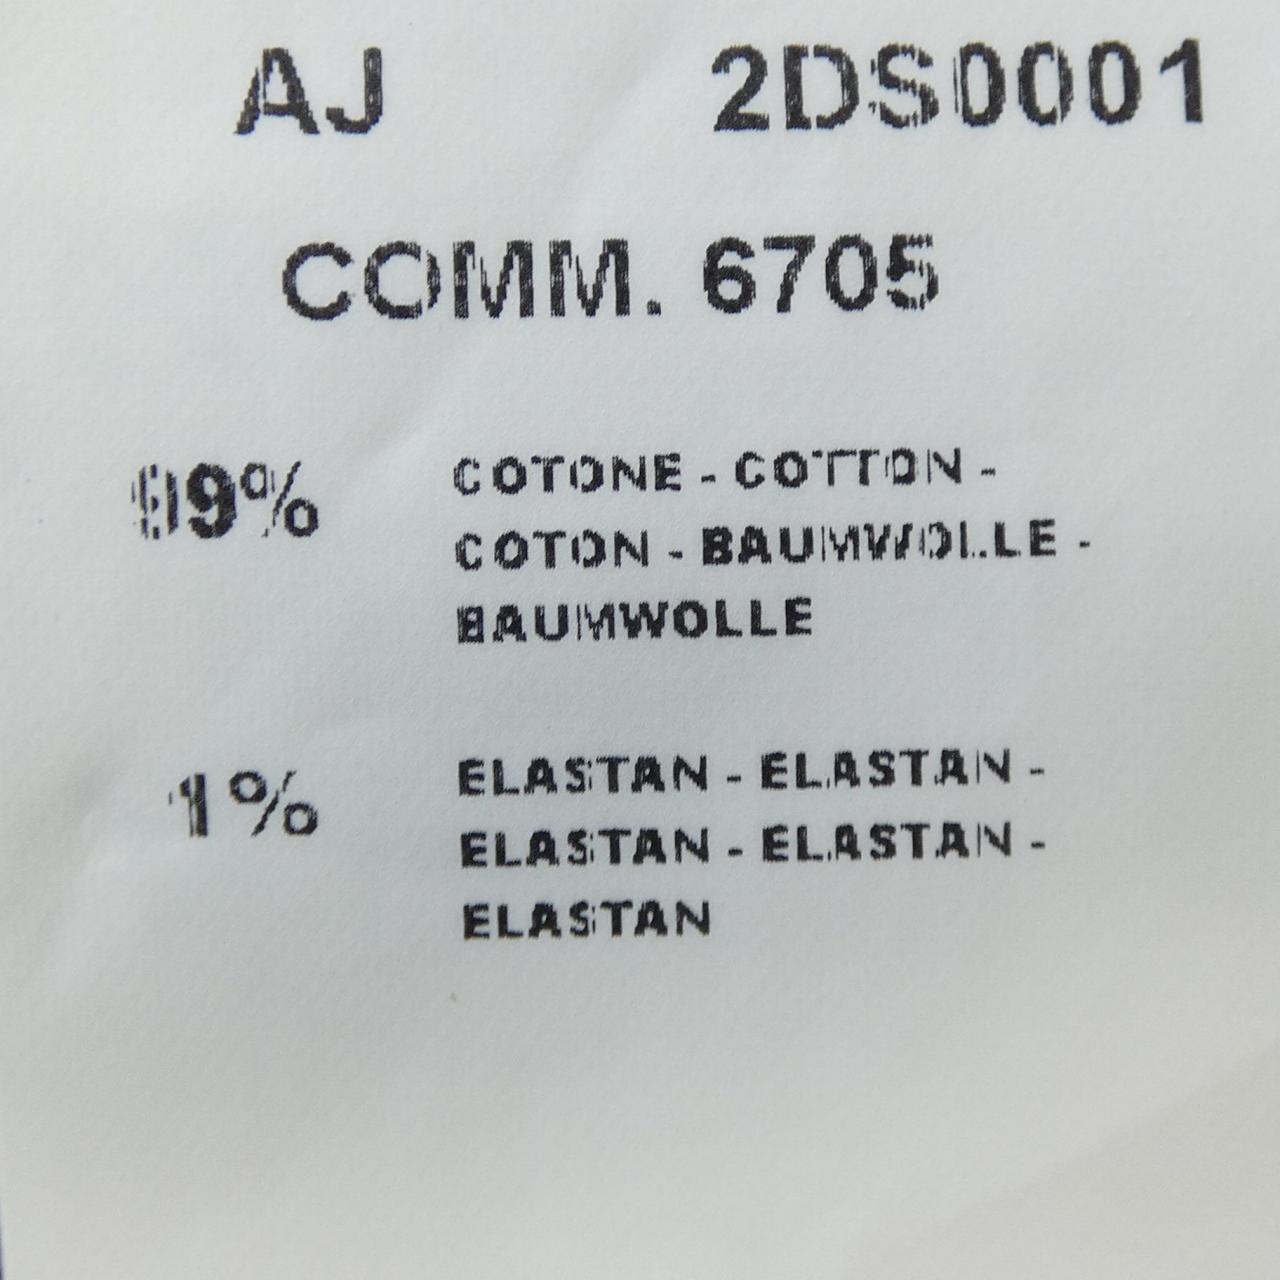 AJ 2DS0001
COMM. 6705
99% COTONE - COTTON -
COTON - BAUMWOLLE -
BAUMWOLLE
1% ELASTAN - ELASTAN -
ELASTAN - ELASTAN -
ELASTAN